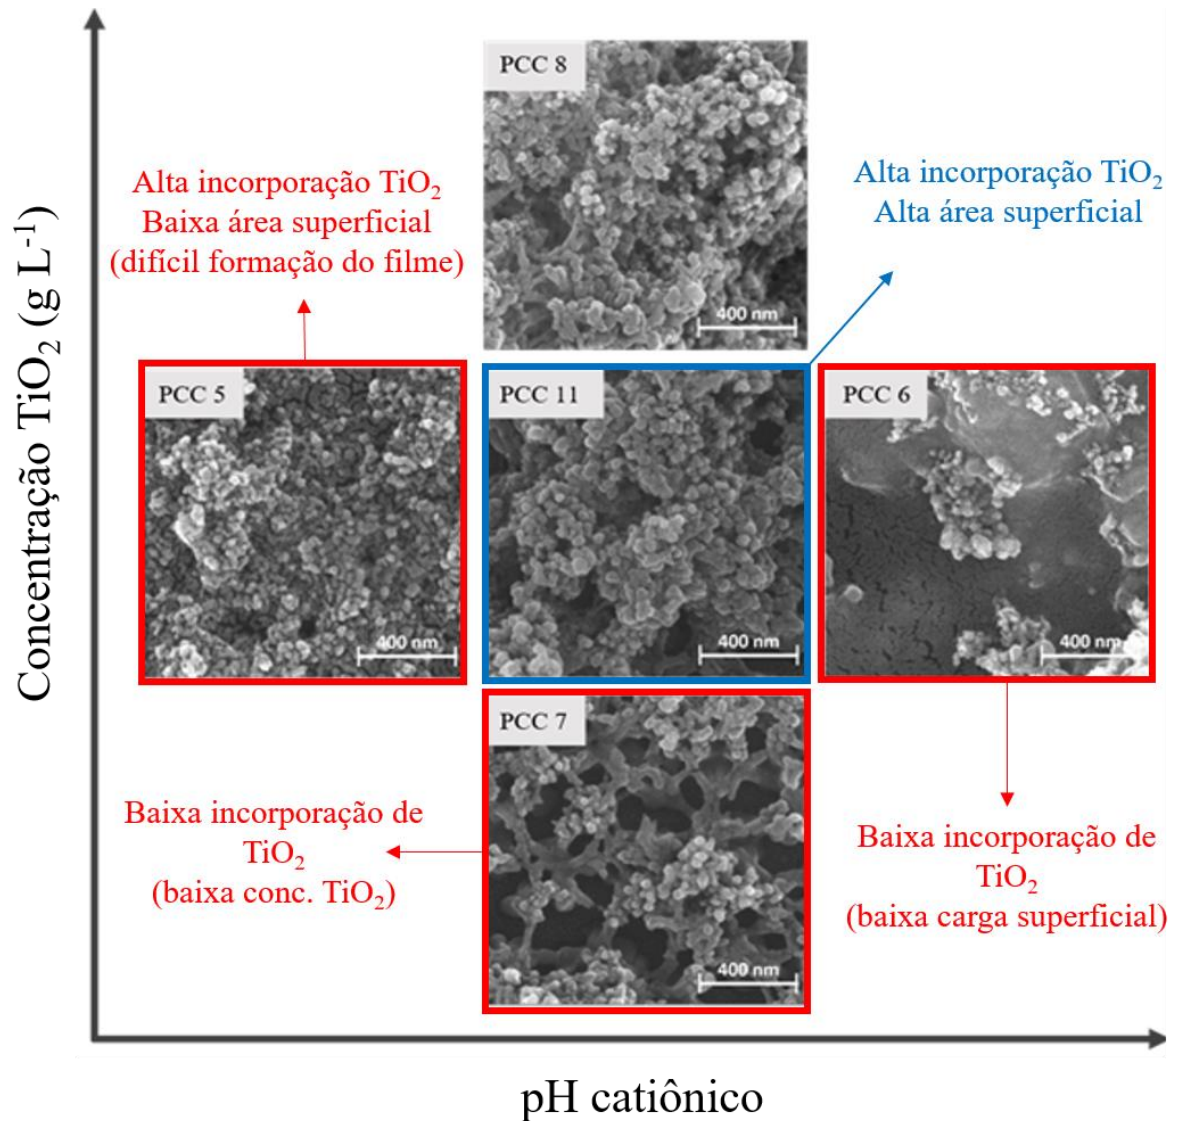 Concentração TiO₂ (g L⁻¹)
PCC 8
400 nm
Alta incorporação TiO₂
Baixa área superficial
(difícil formação do filme)
Alta incorporação TiO₂
Alta área superficial
PCC 5
400 nm
PCC 11
400 nm
PCC 6
400 nm
PCC 7
400 nm
Baixa incorporação de
TiO₂
(baixa conc. TiO₂)
Baixa incorporação de
TiO₂
(baixa carga superficial)
pH catiônico